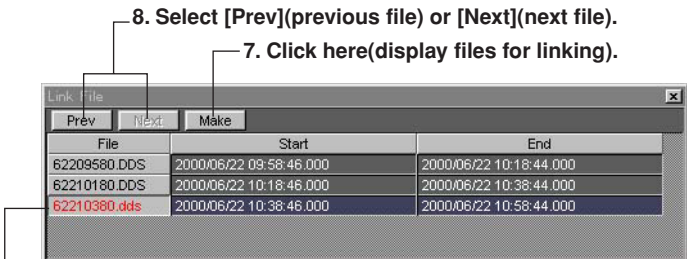 8. Select [Prev](previous file) or [Next](next file).
7. Click here(display files for linking).
Link File
Prev Next Make
File Start End
62209580.DDS 2000/06/22 09:58:46.000 2000/06/22 10:18:44.000
62210180.DDS 2000/06/22 10:18:46.000 2000/06/22 10:38:44.000
62210380.dds 2000/06/22 10:38:46.000 2000/06/22 10:58:44.000